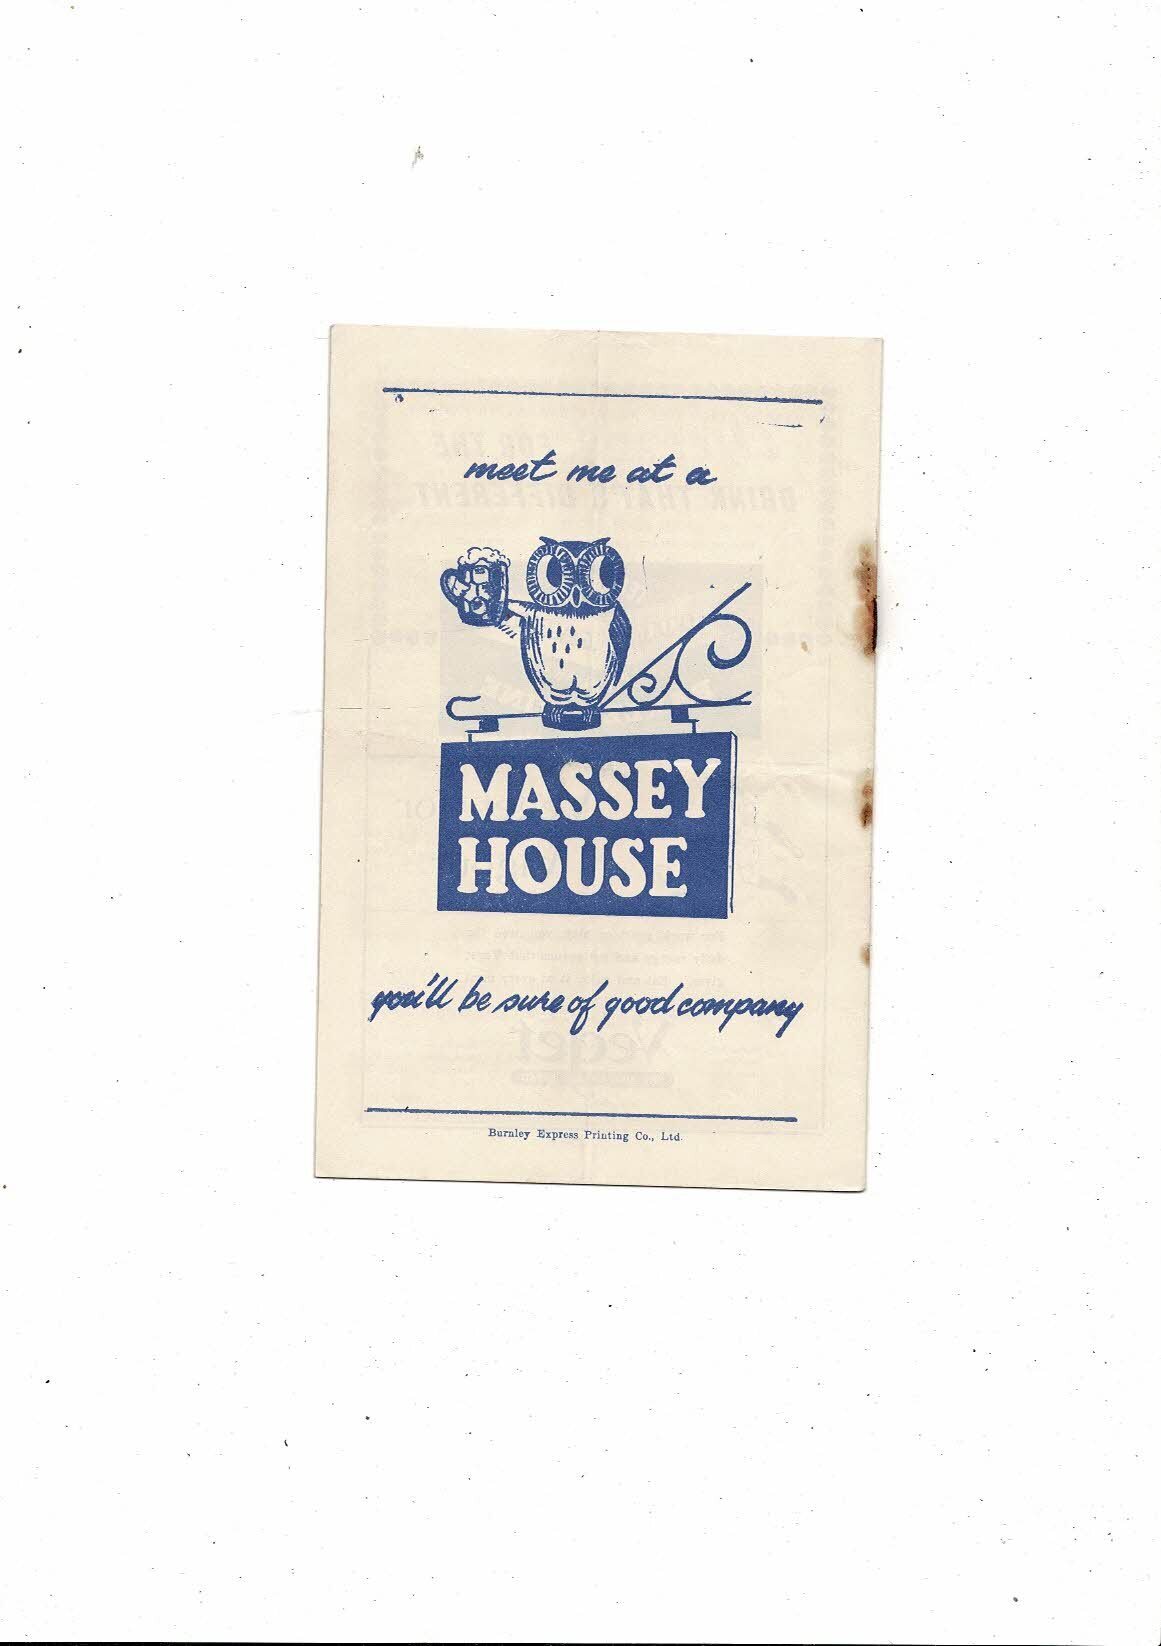 meet me at a
MASSEY
HOUSE
you'll be sure of good company
Burnley Express Printing Co., Ltd.